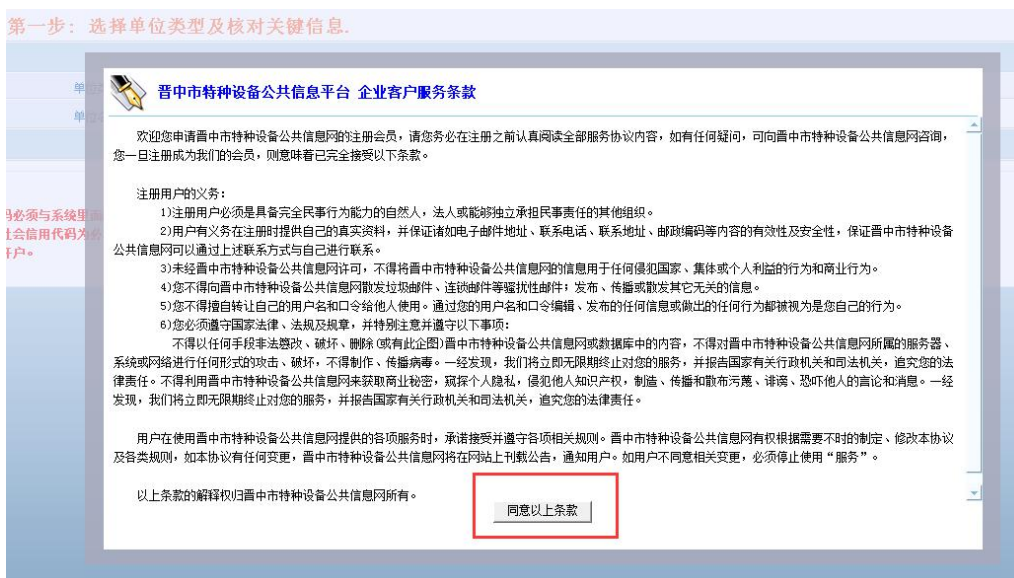 第一步: 选择单位类型及核对关键信息.
单
单
码必须与系统里
社会信用代码为
开户。
晋中市特种设备公共信息平台 企业客户服务条款
欢迎您申请晋中市特种设备公共信息网的注册会员，请您务必在注册之前认真阅读全部服务协议内容，如有任何疑问，可向晋中市特种设备公共信息网咨询，
您一旦注册成为我们的会员，则意味着已完全接受以下条款。
注册用户的义务：
1)注册用户必须是具备完全民事行为能力的自然人，法人或能够独立承担民事责任的其他组织。
2)用户有义务在注册时提供自己的真实资料，并保证诸如电子邮件地址、联系电话、联系地址、邮政编码等内容的有效性及安全性，保证晋中市特种设备
公共信息网可以通过上述联系方式与自己进行联系。
3)未经晋中市特种设备公共信息网许可，不得将晋中市特种设备公共信息网的信息用于任何侵犯国家、集体或个人利益的行为和商业行为。
4)您不得向晋中市特种设备公共信息网散发垃圾邮件、连锁邮件等骚扰性邮件；发布、传播或散发其它无关的信息。
5)您不得擅自转让自己的用户名和口令给他人使用。通过您的用户名和口令编辑、发布的任何信息或做出的任何行为都被视为是您自己的行为。
6)您必须遵守国家法律、法规及规章，并特别注意并遵守以下事项：
不得以任何手段非法篡改、破坏、删除(或有此企图)晋中市特种设备公共信息网或数据库中的内容，不得对晋中市特种设备公共信息网所属的服务器、
系统或网络进行任何形式的攻击、破坏，不得制作、传播病毒。一经发现，我们将立即无限期终止对您的服务，并报告国家有关行政机关和司法机关，追究您的法
律责任。不得利用晋中市特种设备公共信息网来获取商业秘密，窥探个人隐私，侵犯他人知识产权，制造、传播和散布污蔑、诽谤、恐吓他人的言论和消息。一经
发现，我们将立即无限期终止对您的服务，并报告国家有关行政机关和司法机关，追究您的法律责任。
用户在使用晋中市特种设备公共信息网提供的各项服务时，承诺接受并遵守各项相关规则。晋中市特种设备公共信息网有权根据需要不时的制定、修改本协议
及各类规则，如本协议有任何变更，晋中市特种设备公共信息网将在网站上刊载公告，通知用户。如用户不同意相关变更，必须停止使用“服务”。
以上条款的解释权归晋中市特种设备公共信息网所有。
同意以上条款